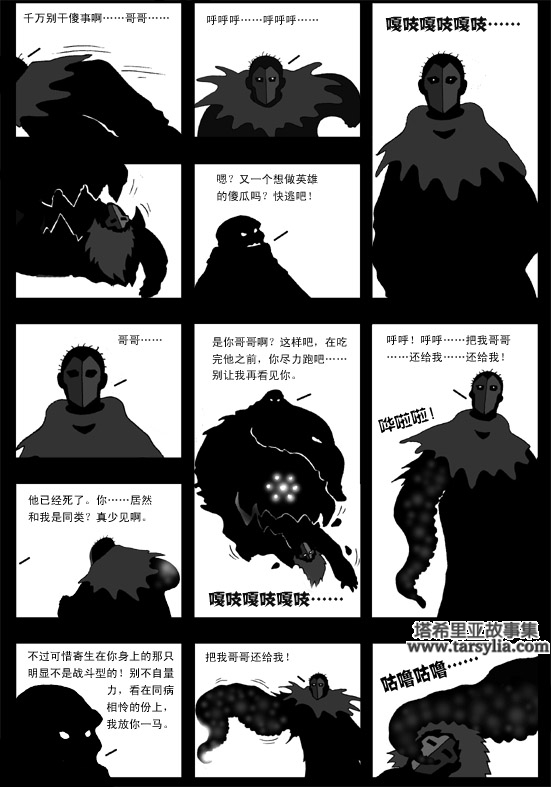 千万别干傻事啊……哥哥……
呼呼呼……呼呼呼……
嘎吱嘎吱嘎吱……
嗯？又一个想做英雄
的傻瓜吗？快逃吧！
哥哥……
是你哥哥啊？这样吧，在吃
完他之前，你尽力跑吧……
别让我再看见你。
嘎吱嘎吱嘎吱……
呼呼！呼呼……把我哥哥
……还给我……还给我！
哗啦啦！
他已经死了。你……居然
和我是同类？真少见啊。
不过可惜寄生在你身上的那只
明显不是战斗型的！别不自量
力，看在同病
相怜的份上，
我放你一马。
把我哥哥还给我！
咕噜咕噜……
塔希里亚故事集
www.tarsylia.com